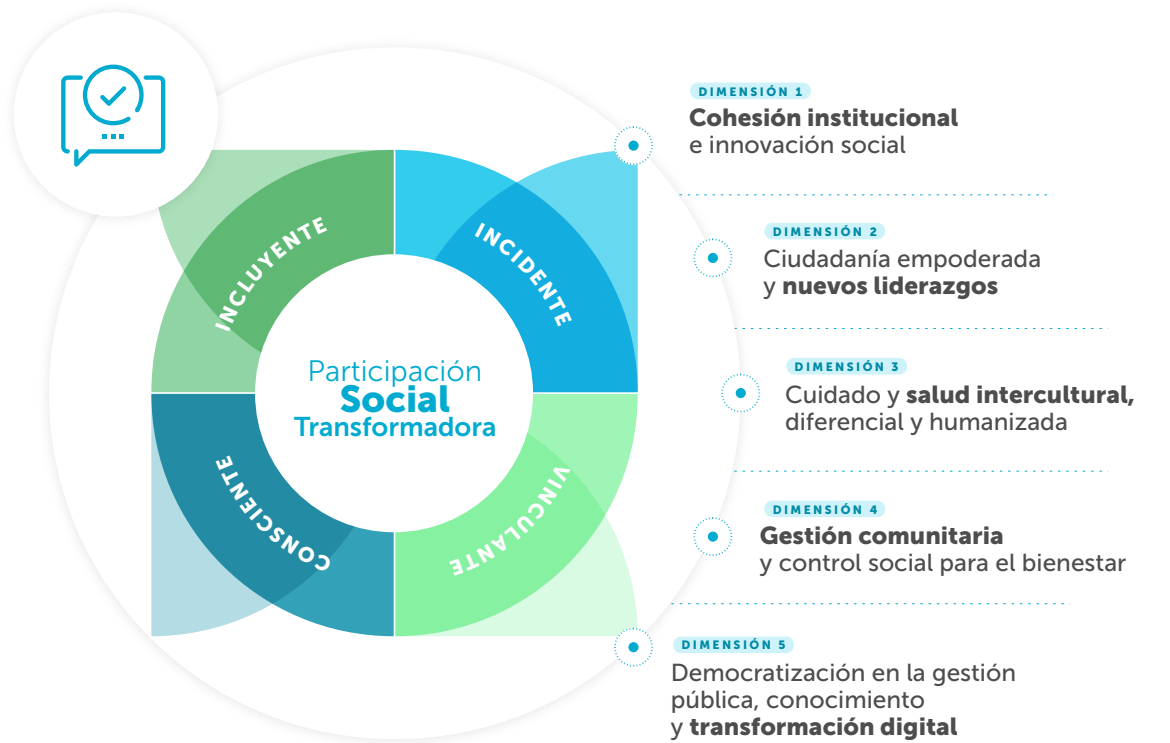 INCLUYENTE
INCIDENTE
CONSCIENTE
VINCULANTE
Participación
Social
Transformadora
DIMENSIÓN 1
Cohesión institucional
e innovación social
DIMENSIÓN 2
Ciudadanía empoderada
y nuevos liderazgos
DIMENSIÓN 3
Cuidado y salud intercultural,
diferencial y humanizada
DIMENSIÓN 4
Gestión comunitaria
y control social para el bienestar
DIMENSIÓN 5
Democratización en la gestión
pública, conocimiento
y transformación digital